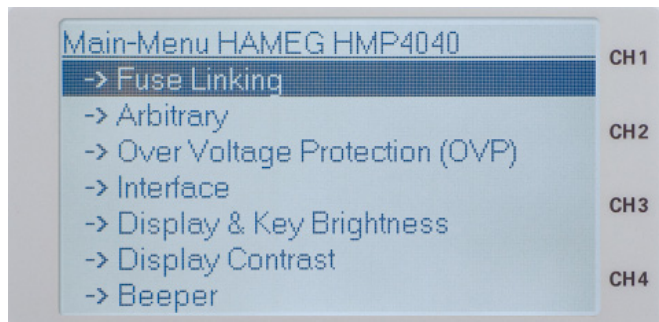 Main-Menu HAMEG HMP4040
-> Fuse Linking
-> Arbitrary
-> Over Voltage Protection (OVP)
-> Interface
-> Display & Key Brightness
-> Display Contrast
-> Beeper
CH1
CH2
CH3
CH4